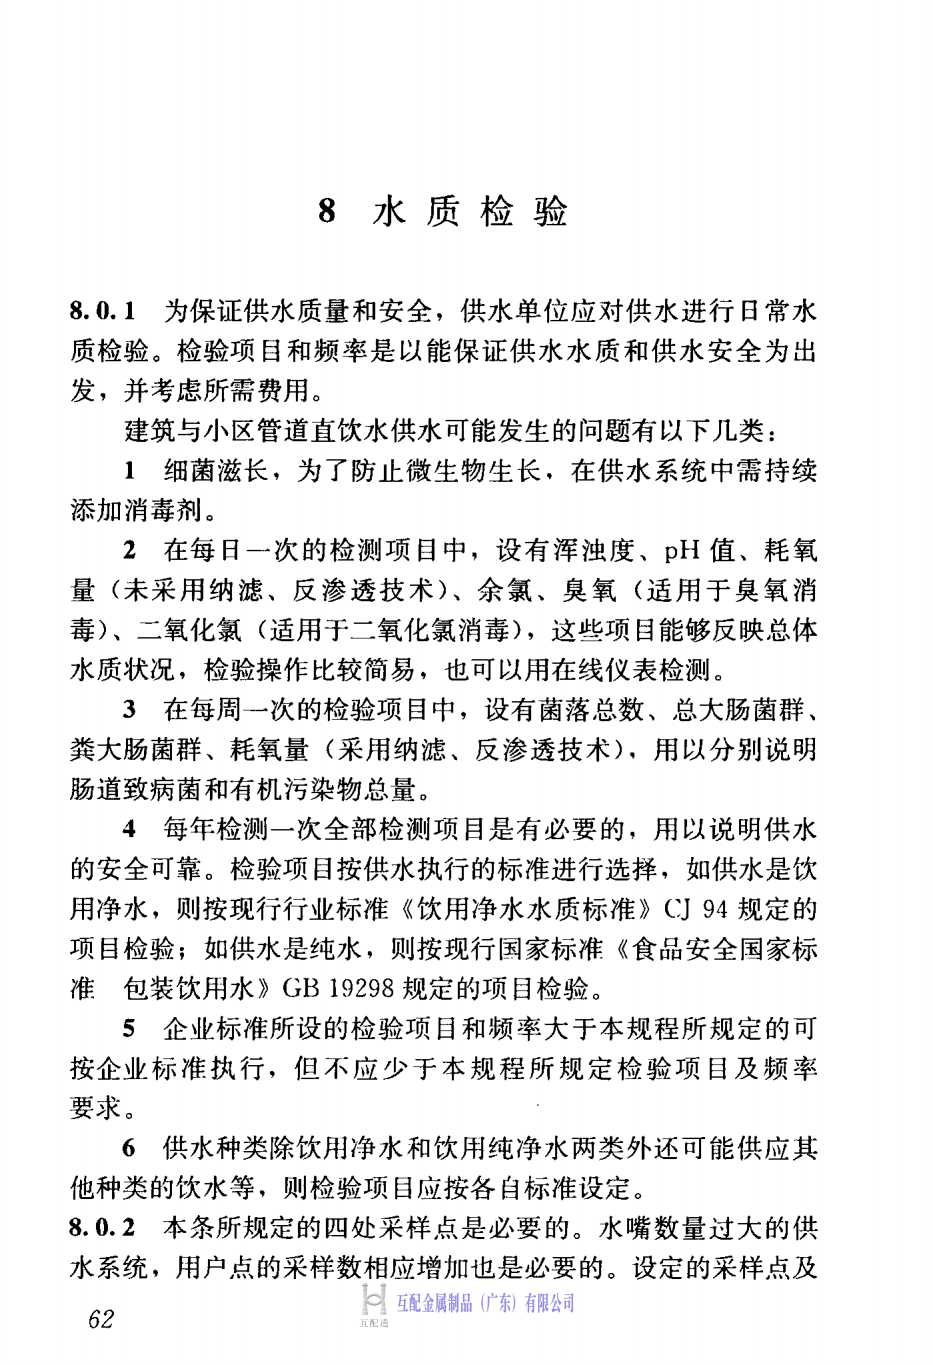 8 水质检验
8.0.1 为保证供水质量和安全，供水单位应对供水进行日常水
质检验。检验项目和频率是以能保证供水水质和供水安全为出
发，并考虑所需费用。
建筑与小区管道直饮水供水可能发生的问题有以下几类：
1 细菌滋长，为了防止微生物生长，在供水系统中需持续
添加消毒剂。
2 在每日一次的检测项目中，设有浑浊度、pH 值、耗氧
量（未采用纳滤、反渗透技术）、余氯、臭氧（适用于臭氧消
毒）、二氧化氯（适用于二氧化氯消毒），这些项目能够反映总体
水质状况，检验操作比较简易，也可以用在线仪表检测。
3 在每周一次的检验项目中，设有菌落总数、总大肠菌群、
粪大肠菌群、耗氧量（采用纳滤、反渗透技术），用以分别说明
肠道致病菌和有机污染物总量。
4 每年检测一次全部检测项目是有必要的，用以说明供水
的安全可靠。检验项目按供水执行的标准进行选择，如供水是饮
用净水，则按现行行业标准《饮用净水水质标准》CJ 94 规定的
项目检验；如供水是纯水，则按现行国家标准《食品安全国家标
准 包装饮用水》GB 19298 规定的项目检验。
5 企业标准所设的检验项目和频率大于本规程所规定的可
按企业标准执行，但不应少于本规程所规定检验项目及频率
要求。
6 供水种类除饮用净水和饮用纯净水两类外还可能供应其
他种类的饮水等，则检验项目应按各自标准设定。
8.0.2 本条所规定的四处采样点是必要的。水嘴数量过大的供
水系统，用户点的采样数相应增加也是必要的。设定的采样点及
互配金属制品（广东）有限公司
互配通
62